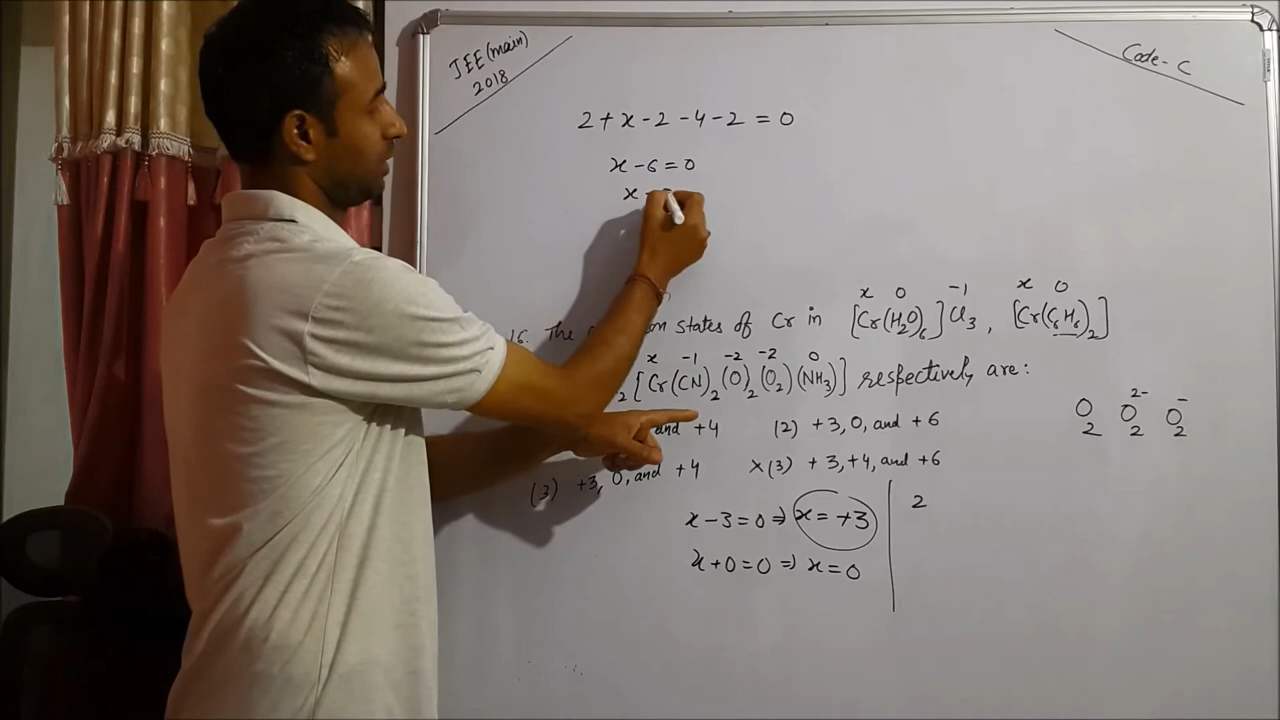 JEE (main)
2018
Code - C
2 + x - 2 - 4 - 2 = 0
x - 6 = 0
x
x 0 -1 x 0
16. The states of Cr in [Cr(H₂O)₆]Cl₃, [Cr(C₆H₆)₂]
x -1 -2 -2 0
₂[Cr(CN)₂(O)₂(O₂)(NH₃)] respectively are:
and +4 (2) +3, 0, and +6
(3) +3, 0, and +4 ×(3) +3, +4, and +6
O₂ O₂²⁻ O₂⁻
x - 3 = 0 ⇒ x = +3
x + 0 = 0 ⇒ x = 0
2